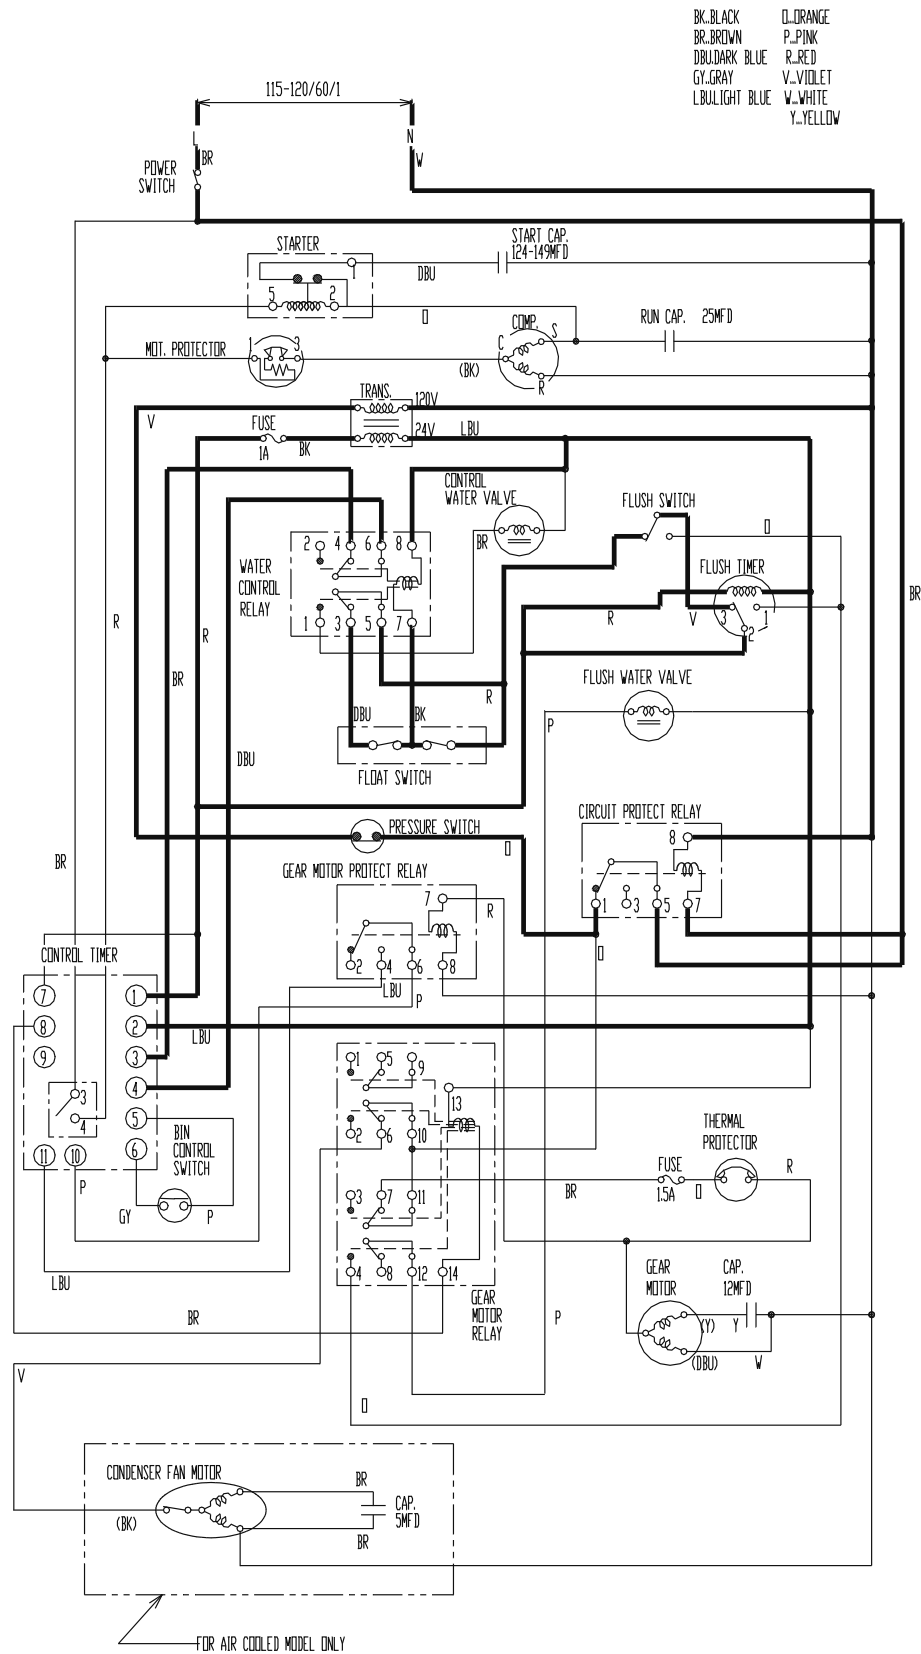 BK..BLACK O...ORANGE
BR..BROWN P...PINK
DBU.DARK BLUE R...RED
GY..GRAY V...VIOLET
LBU.LIGHT BLUE W...WHITE
Y...YELLOW
115-120/60/1
L
N
BR
W
POWER
SWITCH
STARTER
START CAP.
124-149MFD
1
DBU
5
2
O
COMP.
S
RUN CAP. 25MFD
MOT. PROTECTOR
1
3
C
(BK)
R
TRANS.
120V
V
FUSE
24V
LBU
1A
BK
CONTROL
WATER VALVE
FLUSH SWITCH
O
2 4 6 8
BR
WATER
CONTROL
RELAY
FLUSH TIMER
BR
3 1
2
1 3 5 7
R
R
R
V
BR
R
FLUSH WATER VALVE
DBU
BK
P
DBU
FLOAT SWITCH
CIRCUIT PROTECT RELAY
PRESSURE SWITCH
O
8
BR
GEAR MOTOR PROTECT RELAY
7
R
1 3 5 7
O
CONTROL TIMER
2 4 6 8
LBU
P
7
1
8
2
LBU
9
3
3
4
4
5
11
10
6
1 5 9
13
2 6 10
BIN
CONTROL
SWITCH
THERMAL
PROTECTOR
P
GY
P
FUSE
1.5A
O
R
BR
3 7 11
4 8 12 14
LBU
GEAR
MOTOR
CAP.
12MFD
GEAR
MOTOR
RELAY
BR
P
(Y)
Y
(DBU)
W
V
O
CONDENSER FAN MOTOR
BR
CAP.
5MFD
(BK)
BR
FOR AIR COOLED MODEL ONLY